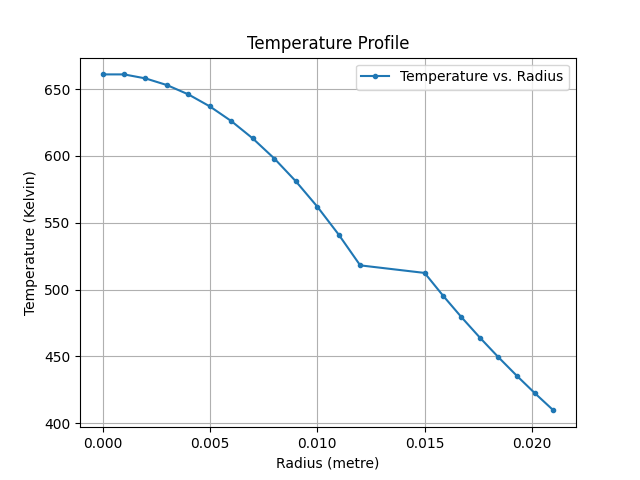 Temperature Profile
Temperature vs. Radius
650
600
550
500
450
400
Temperature (Kelvin)
0.000 0.005 0.010 0.015 0.020
Radius (metre)